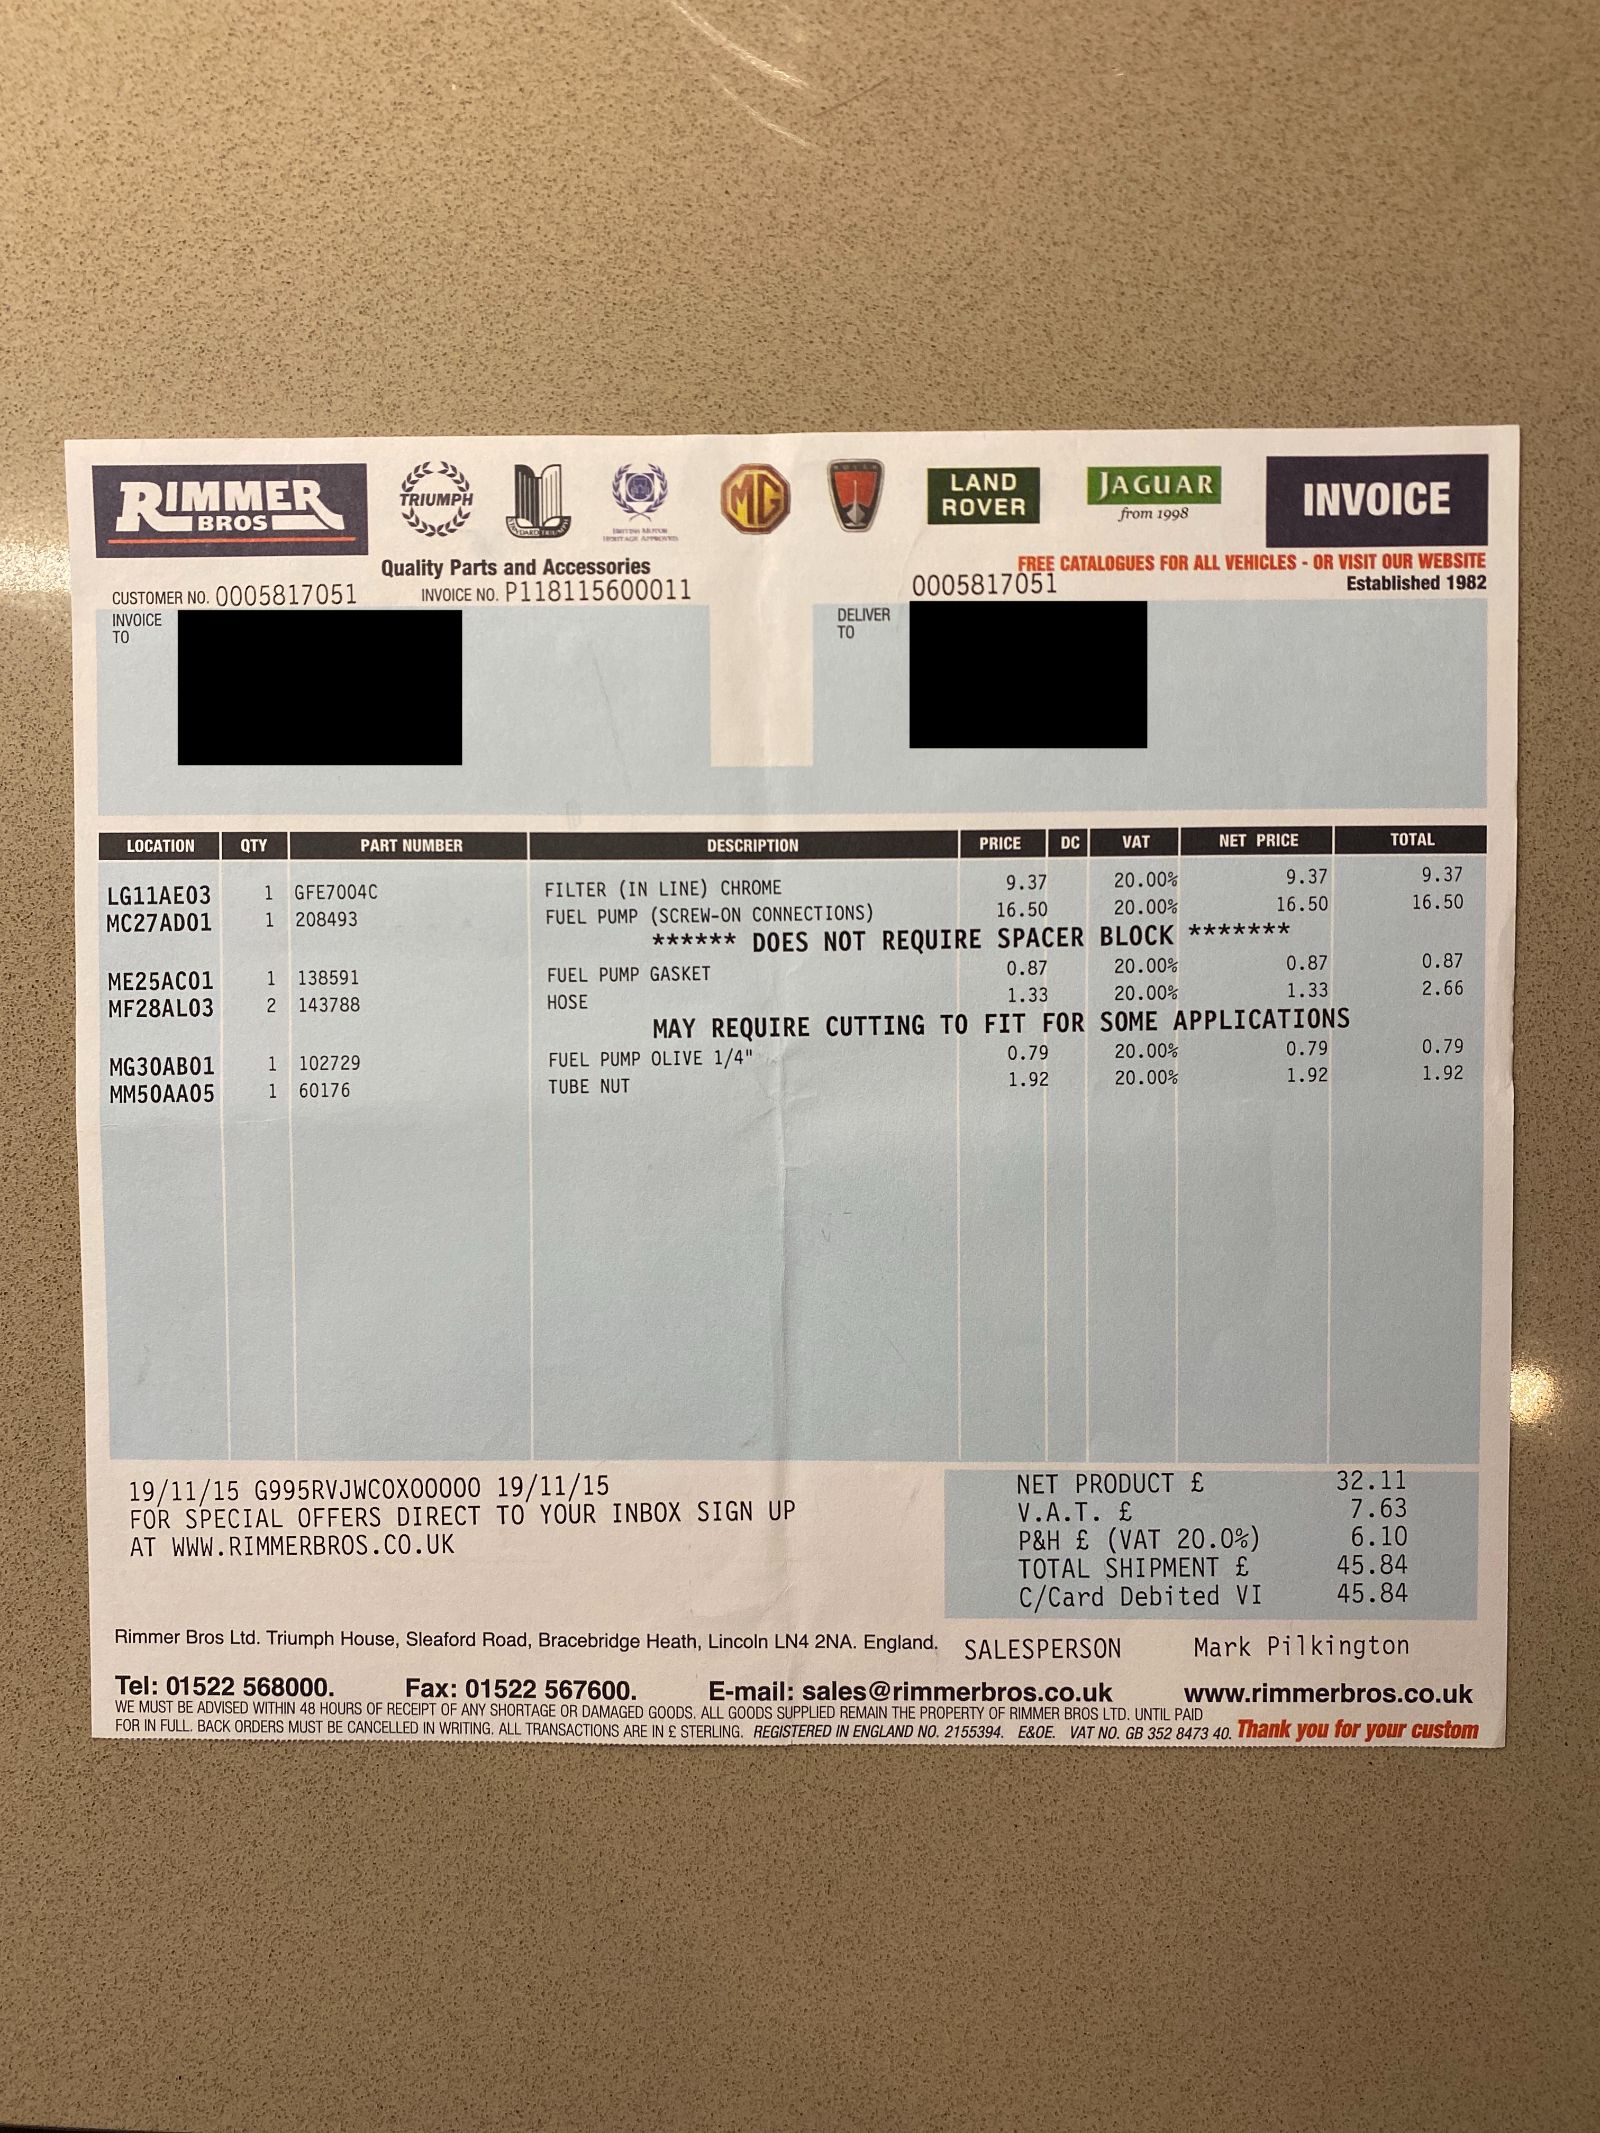 RIMMER BROS
TRIUMPH
STANDARD TRIUMPH
BRITISH MOTOR HERITAGE APPROVED
MG
ROVER
LAND ROVER
JAGUAR
from 1998
INVOICE
Quality Parts and Accessories
FREE CATALOGUES FOR ALL VEHICLES - OR VISIT OUR WEBSITE
CUSTOMER NO. 0005817051 INVOICE NO. P118115600011 0005817051 Established 1982
INVOICE TO
DELIVER TO
LOCATION QTY PART NUMBER DESCRIPTION PRICE DC VAT NET PRICE TOTAL
LG11AE03 1 GFE7004C FILTER (IN LINE) CHROME 9.37 20.00% 9.37 9.37
MC27AD01 1 208493 FUEL PUMP (SCREW-ON CONNECTIONS) 16.50 20.00% 16.50 16.50
****** DOES NOT REQUIRE SPACER BLOCK *******
ME25AC01 1 138591 FUEL PUMP GASKET 0.87 20.00% 0.87 0.87
MF28AL03 2 143788 HOSE 1.33 20.00% 1.33 2.66
MAY REQUIRE CUTTING TO FIT FOR SOME APPLICATIONS
MG30AB01 1 102729 FUEL PUMP OLIVE 1/4" 0.79 20.00% 0.79 0.79
MM50AA05 1 60176 TUBE NUT 1.92 20.00% 1.92 1.92
19/11/15 G995RVJWCOX00000 19/11/15
FOR SPECIAL OFFERS DIRECT TO YOUR INBOX SIGN UP
AT WWW.RIMMERBROS.CO.UK
NET PRODUCT £ 32.11
V.A.T. £ 7.63
P&H £ (VAT 20.0%) 6.10
TOTAL SHIPMENT £ 45.84
C/Card Debited VI 45.84
Rimmer Bros Ltd. Triumph House, Sleaford Road, Bracebridge Heath, Lincoln LN4 2NA. England. SALESPERSON Mark Pilkington
Tel: 01522 568000. Fax: 01522 567600. E-mail: sales@rimmerbros.co.uk www.rimmerbros.co.uk
WE MUST BE ADVISED WITHIN 48 HOURS OF RECEIPT OF ANY SHORTAGE OR DAMAGED GOODS. ALL GOODS SUPPLIED REMAIN THE PROPERTY OF RIMMER BROS LTD. UNTIL PAID
FOR IN FULL. BACK ORDERS MUST BE CANCELLED IN WRITING. ALL TRANSACTIONS ARE IN £ STERLING. REGISTERED IN ENGLAND NO. 2155394. E&OE. VAT NO. GB 352 8473 40. Thank you for your custom